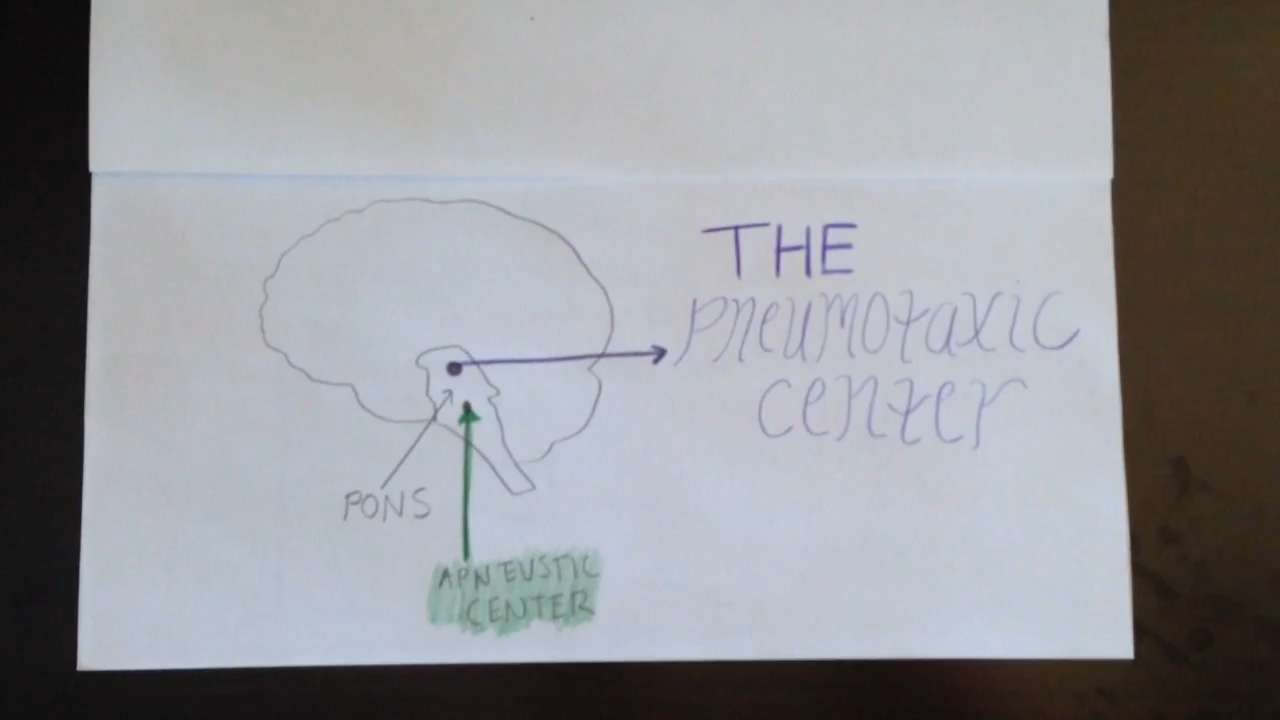 THE
pneumotaxic
center
PONS
APNEUSTIC
CENTER